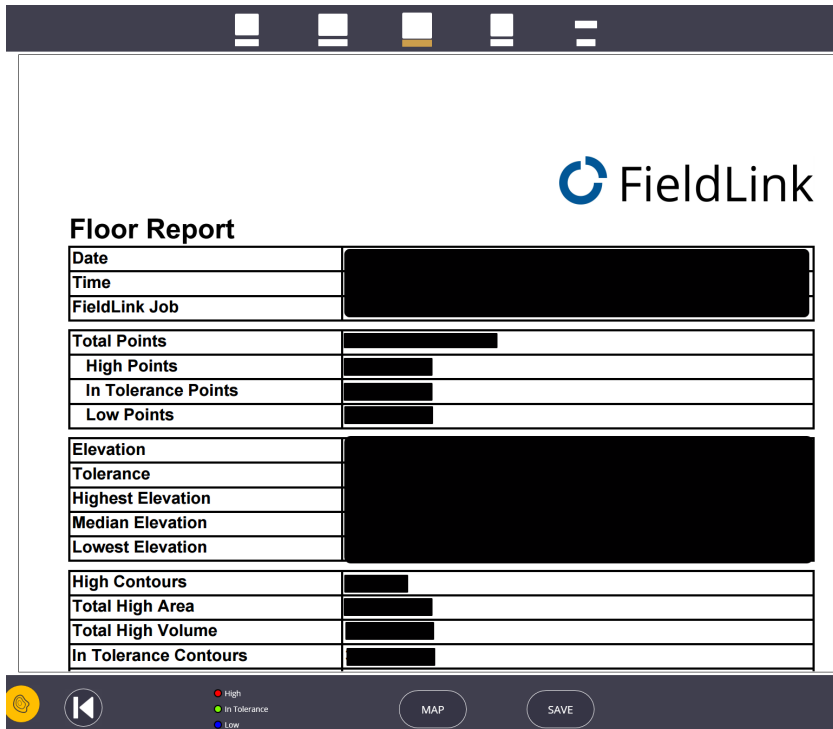 FieldLink
Floor Report
Date
Time
FieldLink Job
Total Points
High Points
In Tolerance Points
Low Points
Elevation
Tolerance
Highest Elevation
Median Elevation
Lowest Elevation
High Contours
Total High Area
Total High Volume
In Tolerance Contours
High
In Tolerance
Low
MAP
SAVE